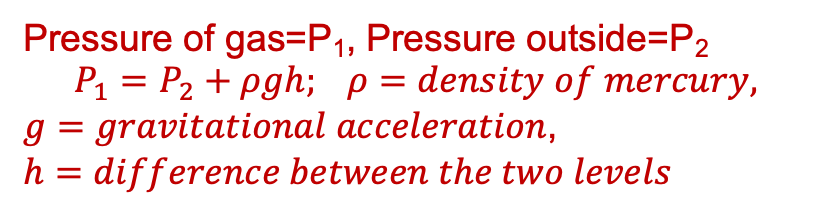 Pressure of gas=P₁, Pressure outside=P₂
P₁ = P₂ + ρgh; ρ = density of mercury,
g = gravitational acceleration,
h = difference between the two levels